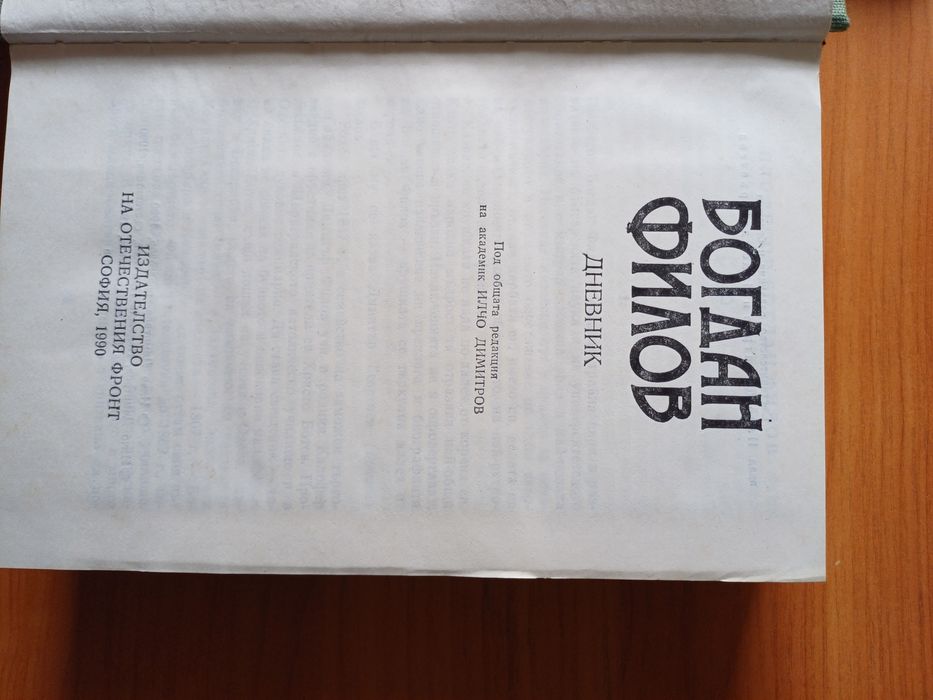 БОГДАН
ФИЛОВ
ДНЕВНИК
Под общата редакция
на академик ИЛЧО ДИМИТРОВ
ИЗДАТЕЛСТВО
НА ОТЕЧЕСТВЕНИЯ ФРОНТ
СОФИЯ, 1990